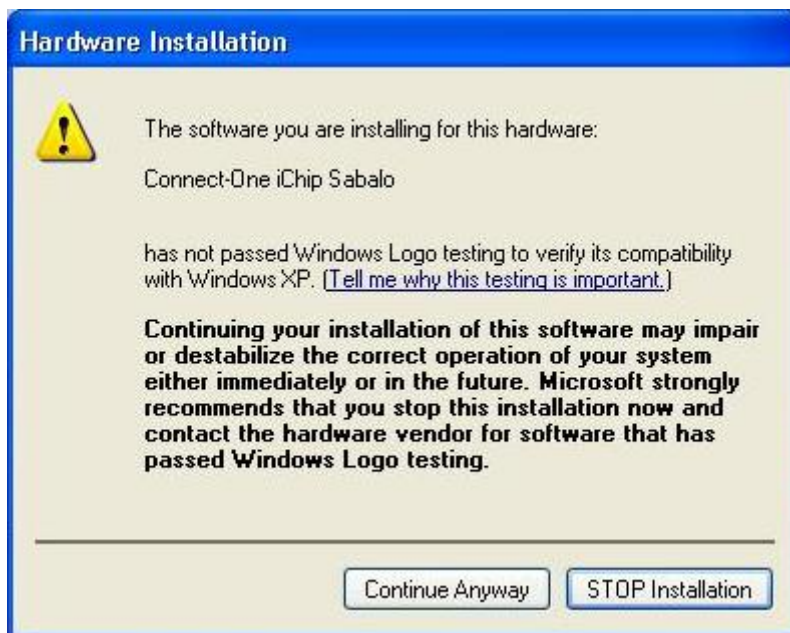 Hardware Installation
The software you are installing for this hardware:
Connect-One iChip Sabalo
has not passed Windows Logo testing to verify its compatibility
with Windows XP. (Tell me why this testing is important.)
Continuing your installation of this software may impair
or destabilize the correct operation of your system
either immediately or in the future. Microsoft strongly
recommends that you stop this installation now and
contact the hardware vendor for software that has
passed Windows Logo testing.
Continue Anyway
STOP Installation